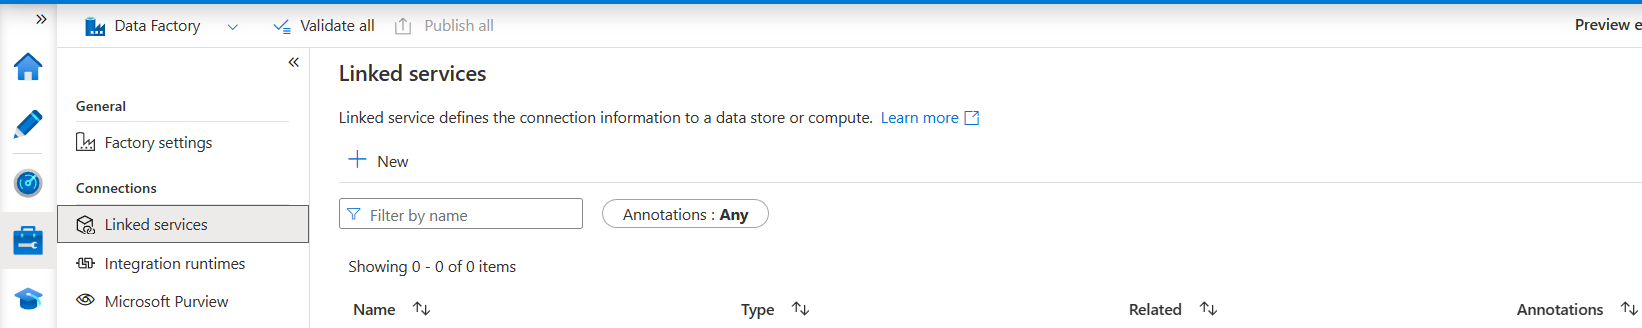 Data Factory
Validate all
Publish all
Preview e
General
Factory settings
Connections
Linked services
Integration runtimes
Microsoft Purview
Linked services
Linked service defines the connection information to a data store or compute. Learn more
New
Filter by name
Annotations : Any
Showing 0 - 0 of 0 items
Name Type Related Annotations